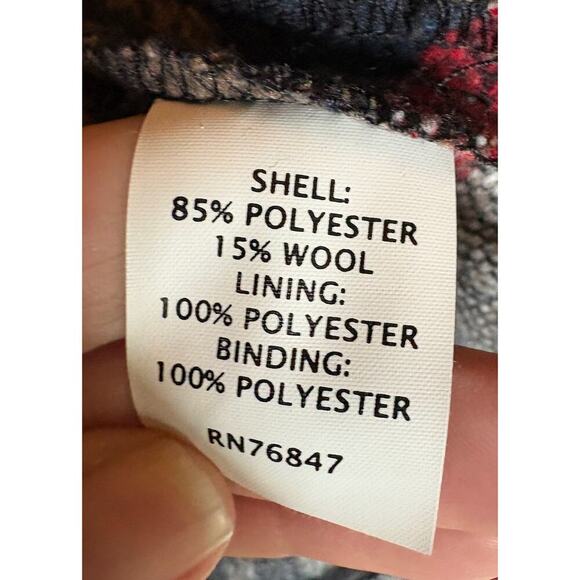 SHELL:
85% POLYESTER
15% WOOL
LINING:
100% POLYESTER
BINDING:
100% POLYESTER
RN76847